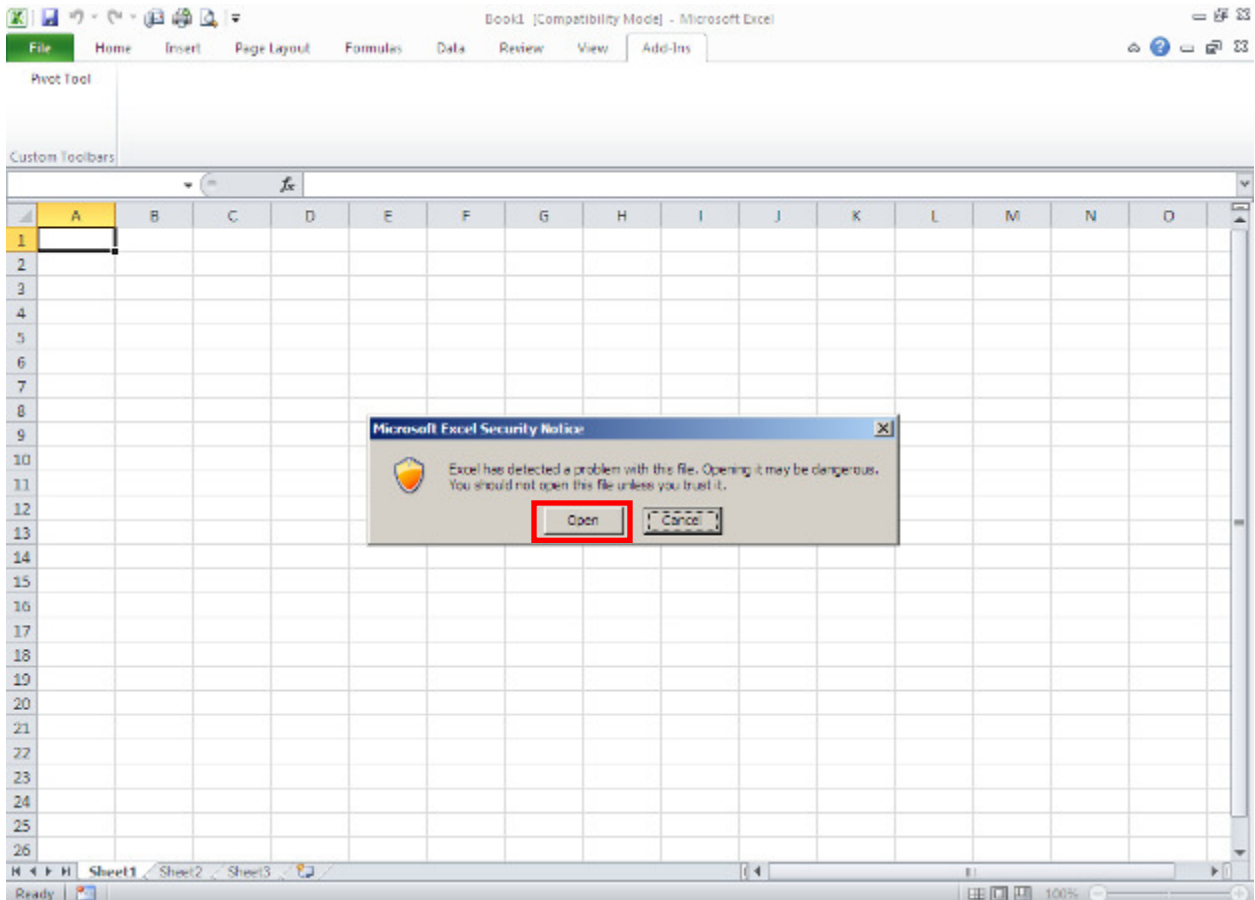 Book1 [Compatibility Mode] - Microsoft Excel
File Home Insert Page Layout Formulas Data Review View Add-Ins
Pivot Tool
Custom Toolbars
fx
A B C D E F G H I J K L M N O
1
2
3
4
5
6
7
8
9
10
11
12
13
14
15
16
17
18
19
20
21
22
23
24
25
26
Microsoft Excel Security Notice
Excel has detected a problem with this file. Opening it may be dangerous.
You should not open this file unless you trust it.
Open Cancel
Sheet1 Sheet2 Sheet3
Ready 100%